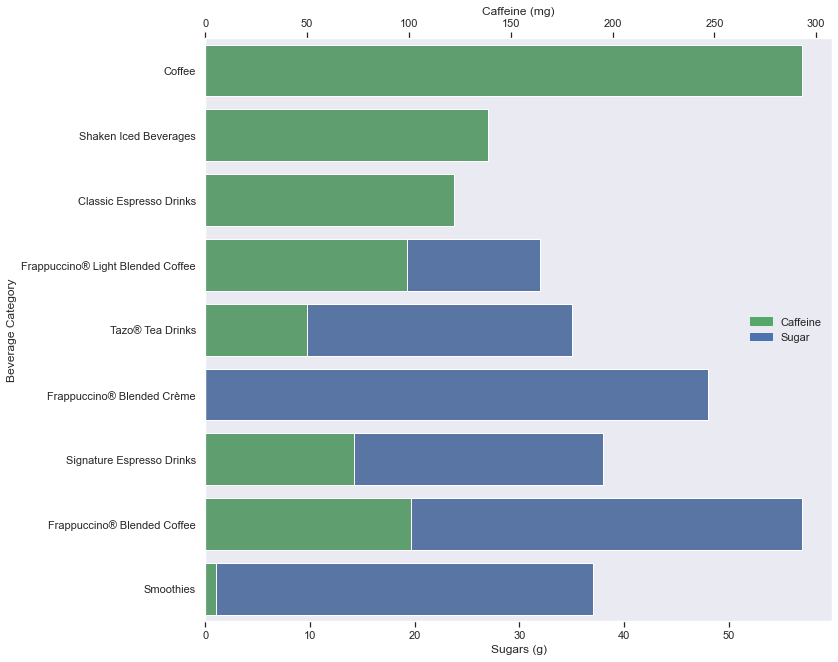 Caffeine (mg)
0 50 100 150 200 250 300
Coffee
Shaken Iced Beverages
Classic Espresso Drinks
Frappuccino® Light Blended Coffee
Tazo® Tea Drinks
Frappuccino® Blended Crème
Signature Espresso Drinks
Frappuccino® Blended Coffee
Smoothies
Beverage Category
Caffeine
Sugar
0 10 20 30 40 50
Sugars (g)